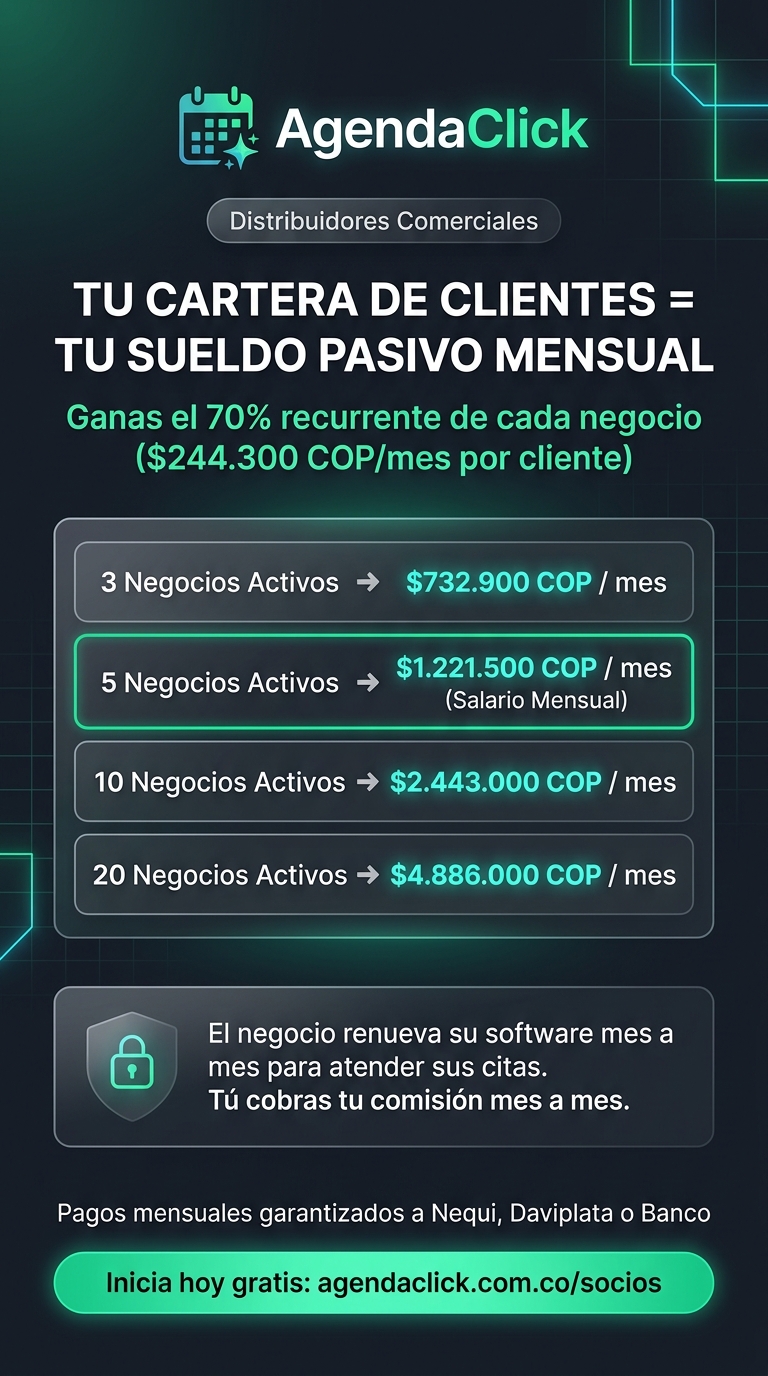 AgendaClick
Distribuidores Comerciales
TU CARTERA DE CLIENTES =
TU SUELDO PASIVO MENSUAL
Ganas el 70% recurrente de cada negocio
($244.300 COP/mes por cliente)
3 Negocios Activos → $732.900 COP / mes
5 Negocios Activos → $1.221.500 COP / mes
(Salario Mensual)
10 Negocios Activos → $2.443.000 COP / mes
20 Negocios Activos → $4.886.000 COP / mes
El negocio renueva su software mes a
mes para atender sus citas.
Tú cobras tu comisión mes a mes.
Pagos mensuales garantizados a Nequi, Daviplata o Banco
Inicia hoy gratis: agendaclick.com.co/socios